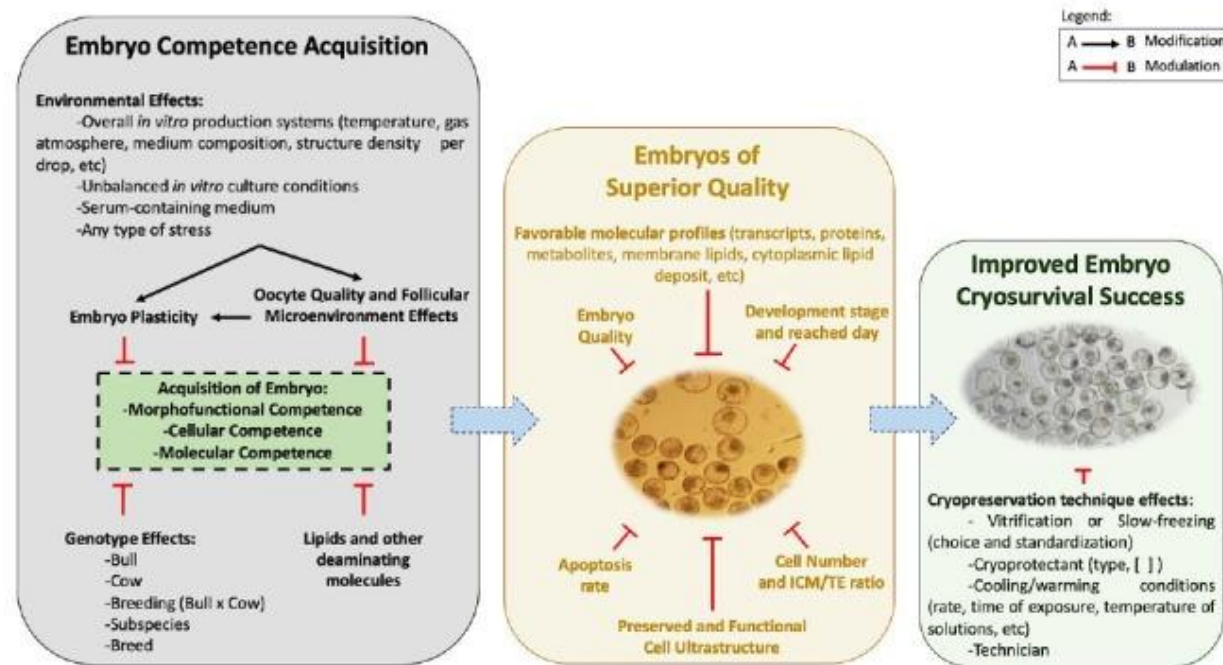 Legend:
A B Modification
A B Modulation
Embryo Competence Acquisition
Environmental Effects:
-Overall in vitro production systems (temperature, gas
atmosphere, medium composition, structure density per
drop, etc)
-Unbalanced in vitro culture conditions
-Serum-containing medium
-Any type of stress
Embryo Plasticity
Oocyte Quality and Follicular
Microenvironment Effects
Acquisition of Embryo:
-Morphofunctional Competence
-Cellular Competence
-Molecular Competence
Genotype Effects:
-Bull
-Cow
-Breeding (Bull x Cow)
-Subspecies
-Breed
Lipids and other
deaminating
molecules
Embryos of
Superior Quality
Favorable molecular profiles (transcripts, proteins,
metabolites, membrane lipids, cytoplasmic lipid
deposit, etc)
Embryo
Quality
Development stage
and reached day
Apoptosis
rate
Cell Number
and ICM/TE ratio
Preserved and Functional
Cell Ultrastructure
Improved Embryo
Cryosurvival Success
Cryopreservation technique effects:
- Vitrification or Slow-freezing
(choice and standardization)
-Cryoprotectant (type, [ ] )
-Cooling/warming conditions
(rate, time of exposure, temperature of
solutions, etc)
-Technician